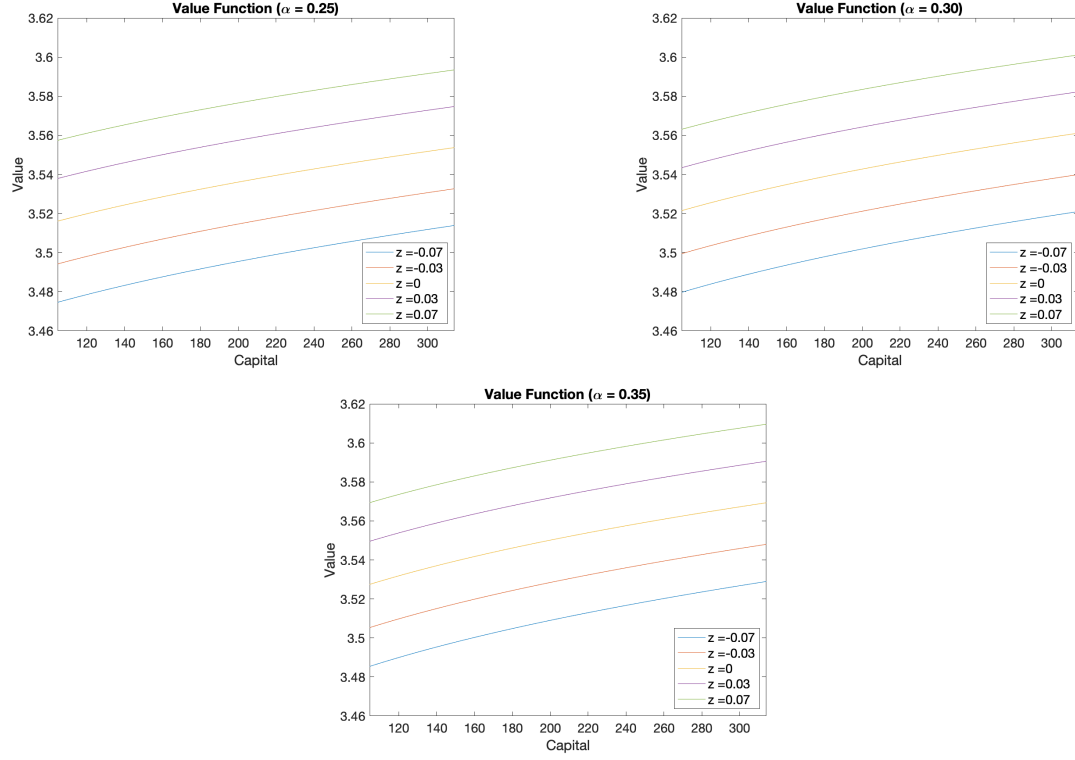 Value Function (α = 0.25)
3.62
3.6
3.58
3.56
3.54
3.52
3.5
3.48
3.46
Value
120 140 160 180 200 220 240 260 280 300
Capital
z =-0.07
z =-0.03
z =0
z =0.03
z =0.07
Value Function (α = 0.30)
3.62
3.6
3.58
3.56
3.54
3.52
3.5
3.48
3.46
Value
120 140 160 180 200 220 240 260 280 300
Capital
z =-0.07
z =-0.03
z =0
z =0.03
z =0.07
Value Function (α = 0.35)
3.62
3.6
3.58
3.56
3.54
3.52
3.5
3.48
3.46
Value
120 140 160 180 200 220 240 260 280 300
Capital
z =-0.07
z =-0.03
z =0
z =0.03
z =0.07